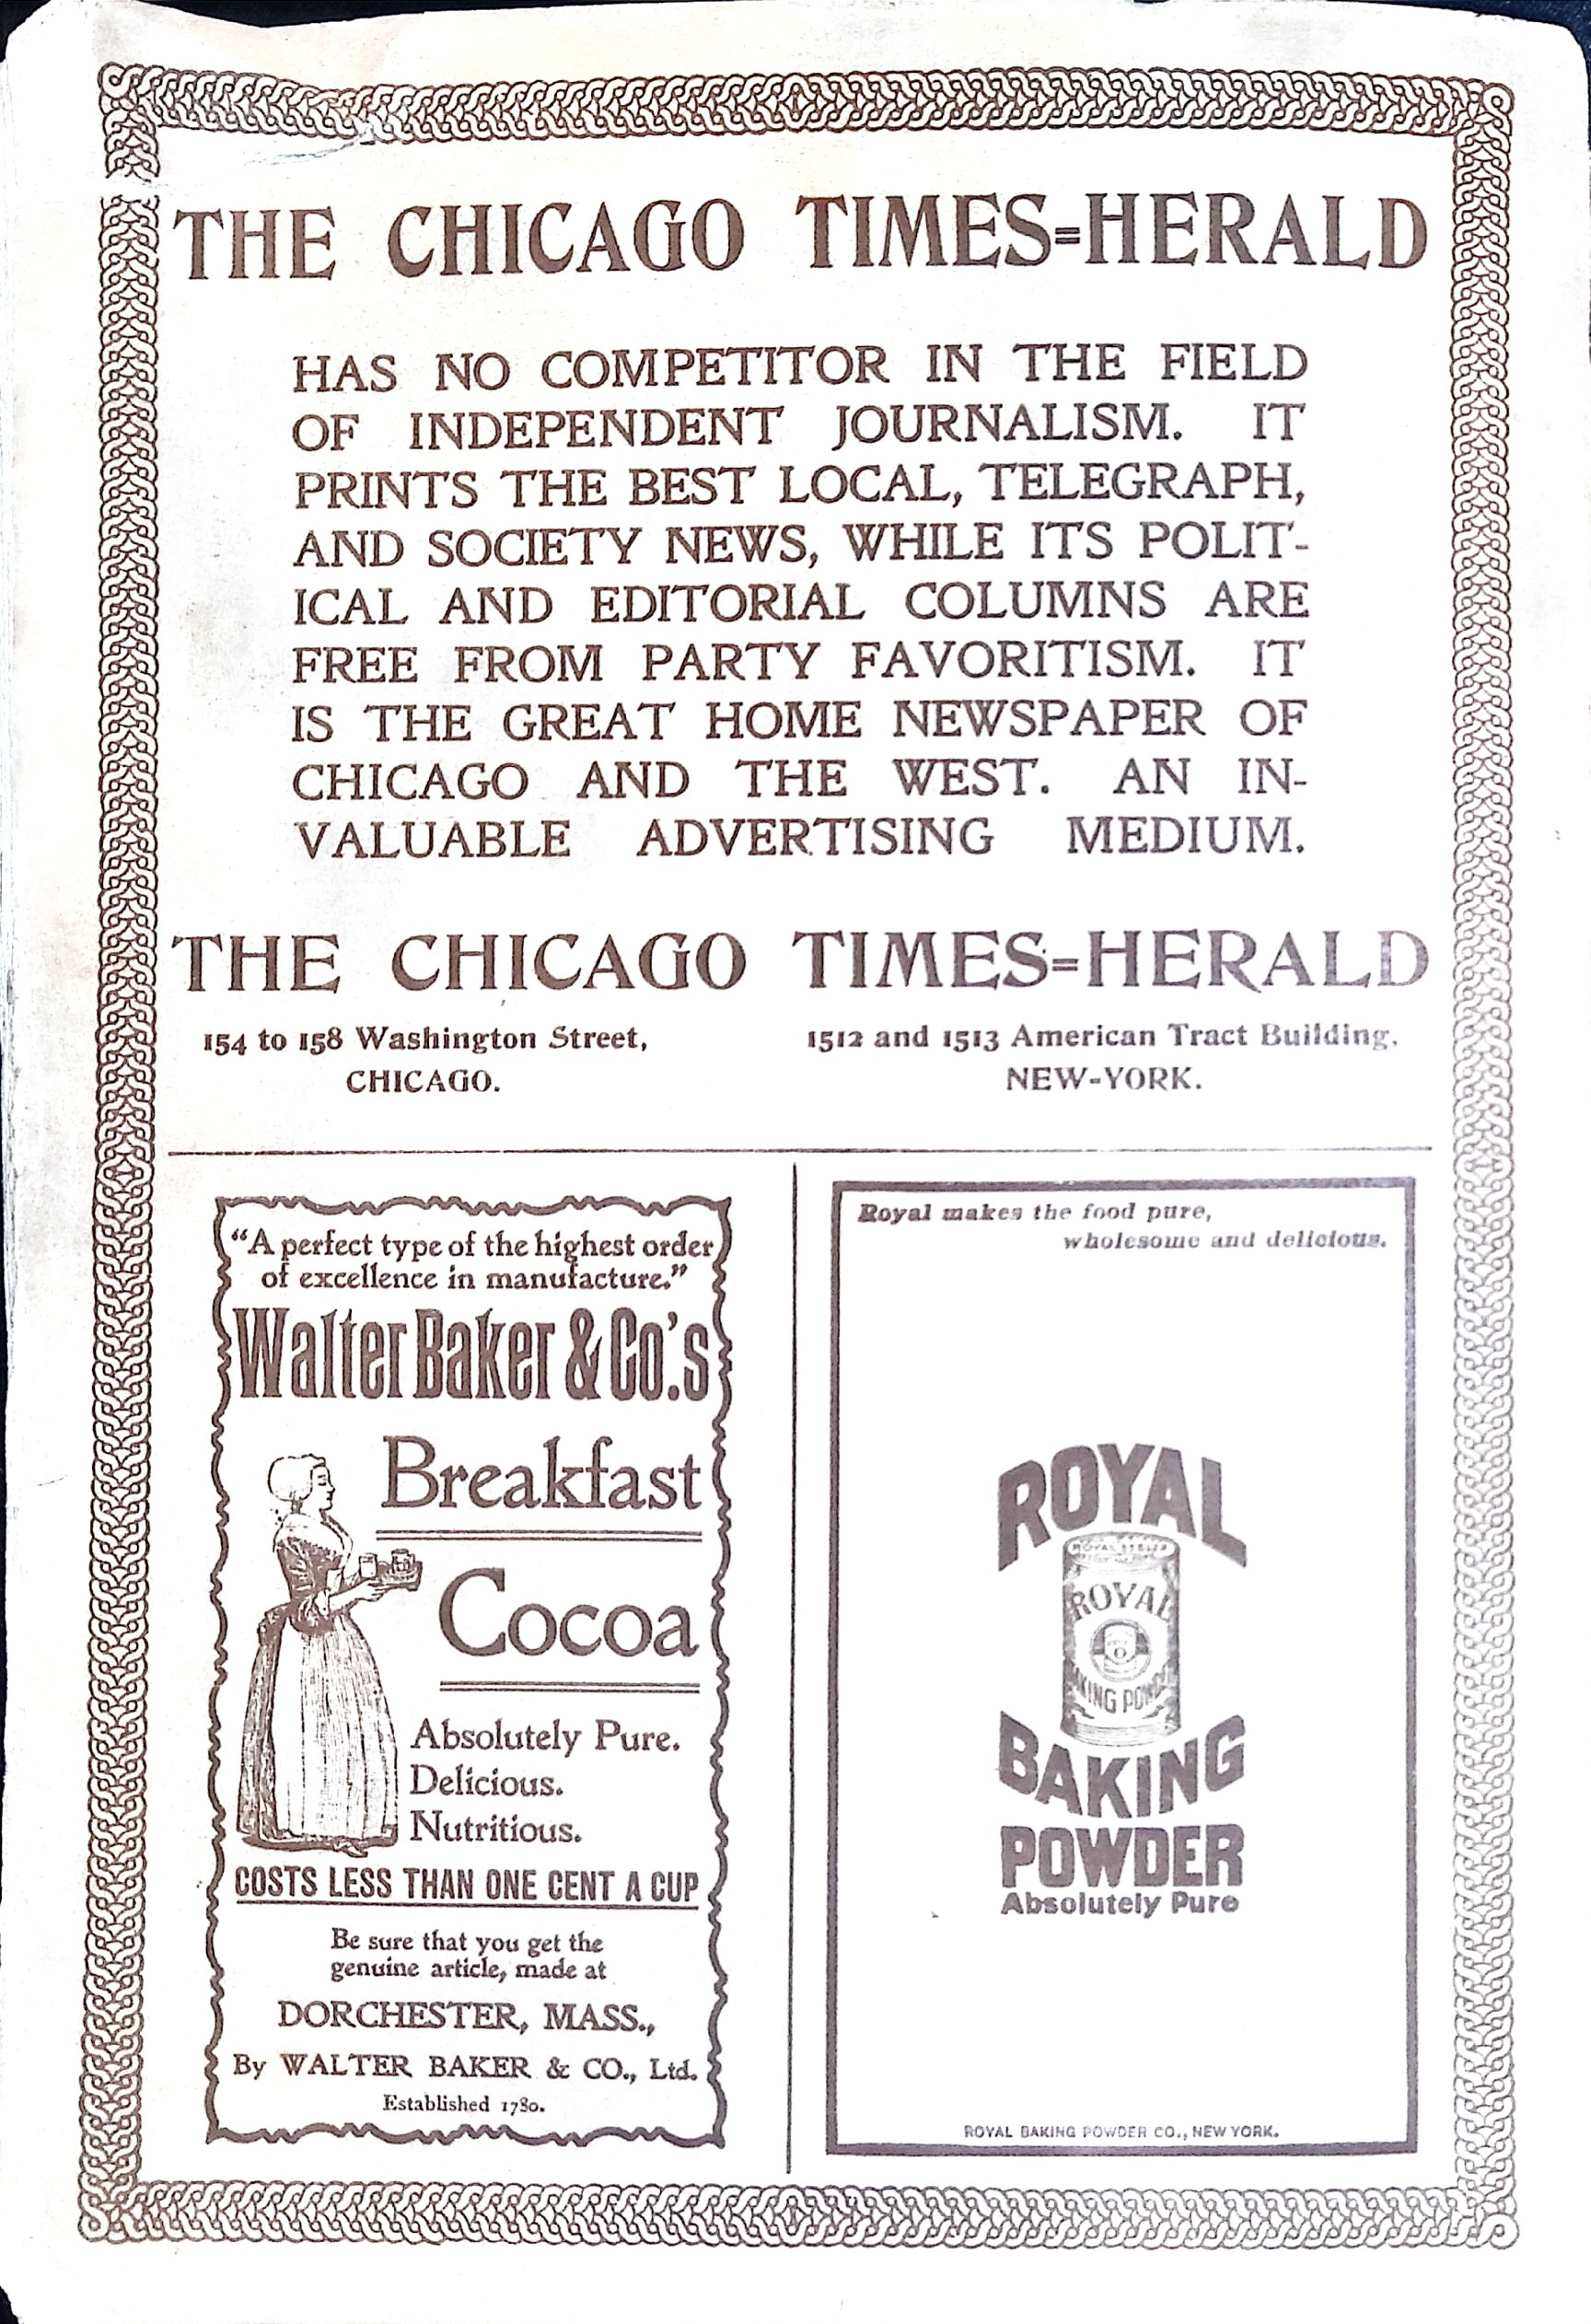 THE CHICAGO TIMES=HERALD
HAS NO COMPETITOR IN THE FIELD
OF INDEPENDENT JOURNALISM. IT
PRINTS THE BEST LOCAL, TELEGRAPH,
AND SOCIETY NEWS, WHILE ITS POLIT-
ICAL AND EDITORIAL COLUMNS ARE
FREE FROM PARTY FAVORITISM. IT
IS THE GREAT HOME NEWSPAPER OF
CHICAGO AND THE WEST. AN IN-
VALUABLE ADVERTISING MEDIUM.
THE CHICAGO TIMES=HERALD
154 to 158 Washington Street,
CHICAGO.
1512 and 1513 American Tract Building,
NEW-YORK.
“A perfect type of the highest order
of excellence in manufacture.”
Walter Baker & Co.’s
Breakfast
Cocoa
Absolutely Pure.
Delicious.
Nutritious.
COSTS LESS THAN ONE CENT A CUP
Be sure that you get the
genuine article, made at
DORCHESTER, MASS.,
By WALTER BAKER & CO., Ltd.
Established 1780.
Royal makes the food pure,
wholesome and delicious.
ROYAL
ROYAL
BAKING
POWDER
Absolutely Pure
ROYAL BAKING POWDER CO., NEW YORK.